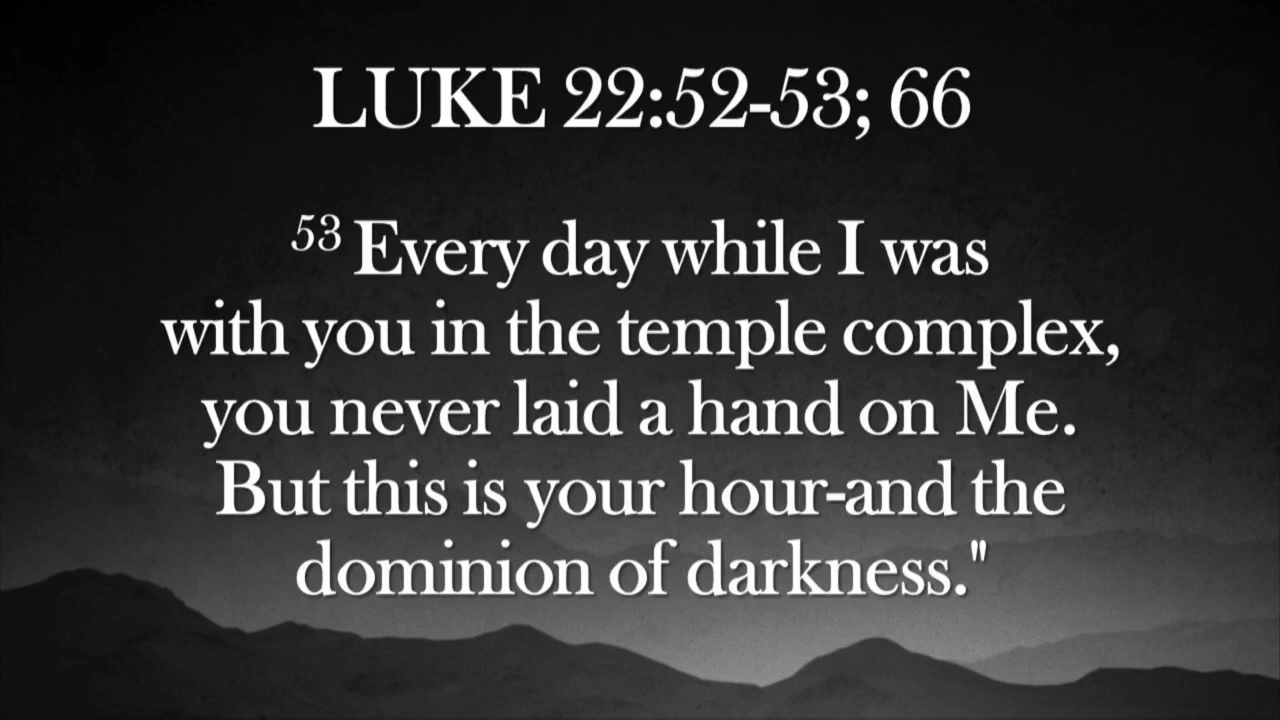 LUKE 22:52-53; 66
53 Every day while I was
with you in the temple complex,
you never laid a hand on Me.
But this is your hour-and the
dominion of darkness."